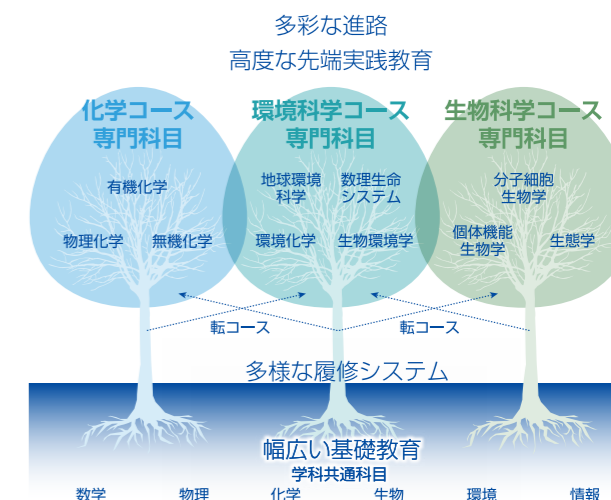 多彩な進路
高度な先端実践教育
化学コース
専門科目
環境科学コース
専門科目
生物科学コース
専門科目
有機化学
物理化学
無機化学
地球環境
科学
数理生命
システム
環境化学
生物環境学
分子細胞
生物学
個体機能
生物学
生態学
転コース
転コース
多様な履修システム
幅広い基礎教育
学科共通科目
数学
物理
化学
生物
環境
情報